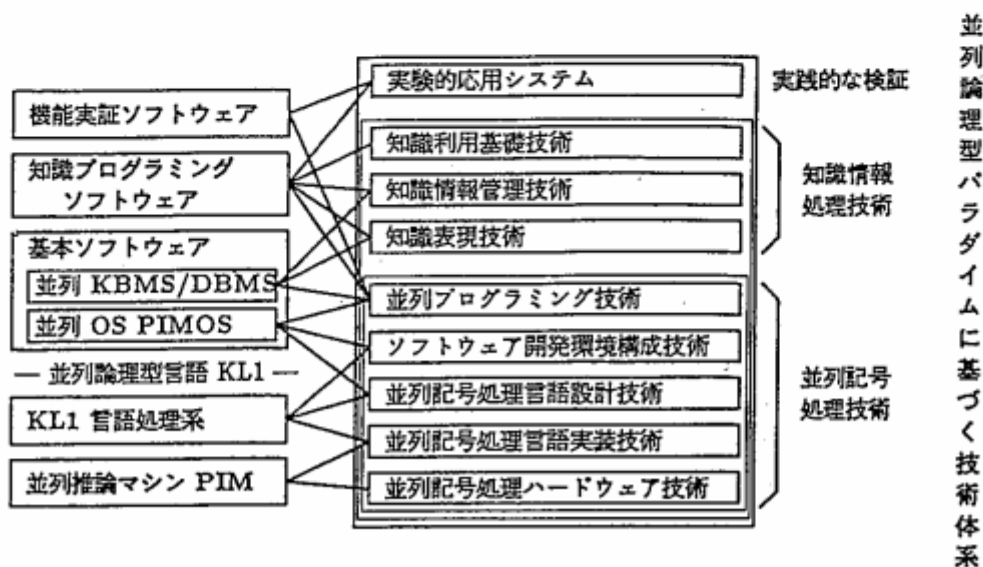 機能実証ソフトウェア
知識プログラミング
ソフトウェア
基本ソフトウェア
並列 KBMS/DBMS
並列 OS PIMOS
— 並列論理型言語 KL1 —
KL1 言語処理系
並列推論マシン PIM
実験的応用システム
知識利用基礎技術
知識情報管理技術
知識表現技術
並列プログラミング技術
ソフトウェア開発環境構成技術
並列記号処理言語設計技術
並列記号処理言語実装技術
並列記号処理ハードウェア技術
実践的な検証
知識情報
処理技術
並列記号
処理技術
並列論理型パラダイムに基づく技術体系